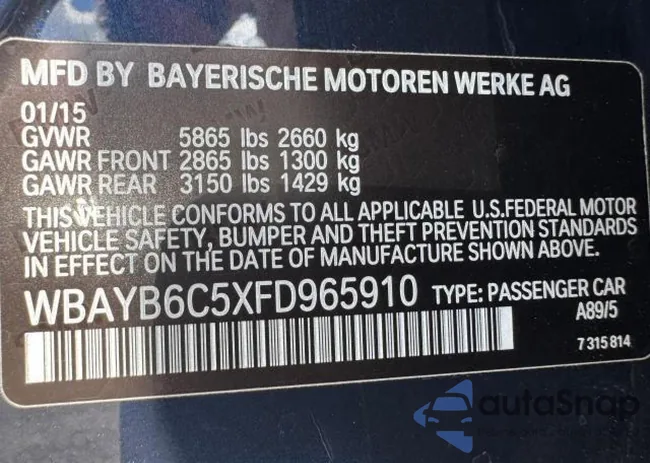 MFD BY BAYERISCHE MOTOREN WERKE AG
01/15
GVWR 5865 lbs 2660 kg
GAWR FRONT 2865 lbs 1300 kg
GAWR REAR 3150 lbs 1429 kg
THIS VEHICLE CONFORMS TO ALL APPLICABLE U.S.FEDERAL MOTOR
VEHICLE SAFETY, BUMPER AND THEFT PREVENTION STANDARDS
IN EFFECT ON THE DATE OF MANUFACTURE SHOWN ABOVE.
WBAYB6C5XFD965910 TYPE: PASSENGER CAR
A89/5
7 315 814
autoSnap